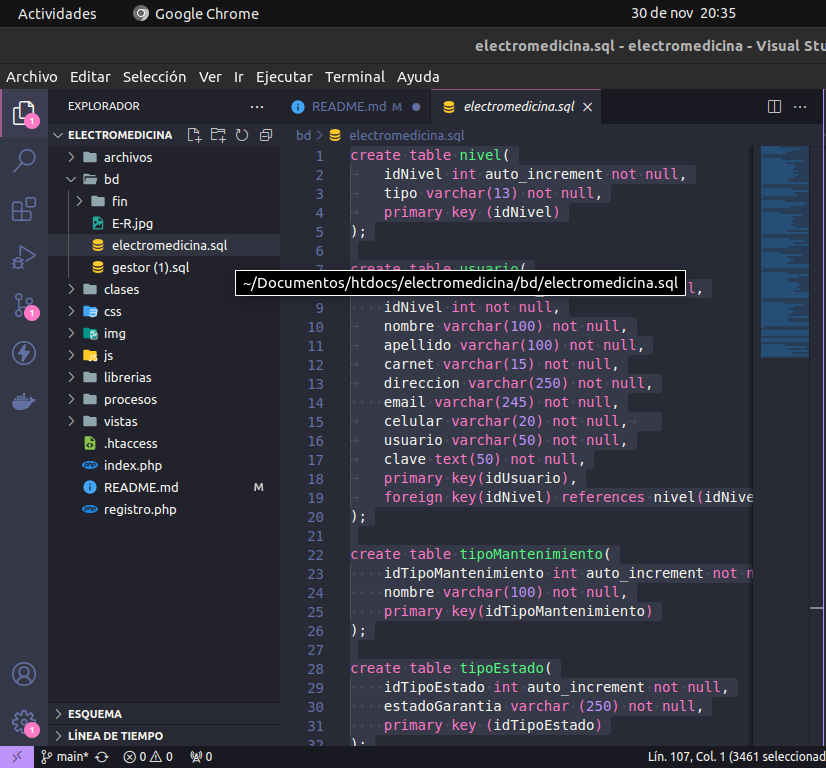 Actividades Google Chrome 30 de nov 20:35
electromedicina.sql - electromedicina - Visual Stu
Archivo Editar Selección Ver Ir Ejecutar Terminal Ayuda
EXPLORADOR ...
README.md M ● electromedicina.sql × ...
ELECTROMEDICINA
bd > electromedicina.sql
archivos
bd
fin
E-R.jpg
electromedicina.sql
gestor (1).sql
clases
css
img
js
librerias
procesos
vistas
.htaccess
index.php
README.md M
registro.php
ESQUEMA
LÍNEA DE TIEMPO
1
1
1
1 create table nivel(
2 idNivel int auto_increment not null,
3 tipo varchar(13) not null,
4 primary key (idNivel)
5 );
6
7 create table usuario(
~/Documentos/htdocs/electromedicina/bd/electromedicina.sql l,
9 idNivel int not null,
10 nombre varchar(100) not null,
11 apellido varchar(100) not null,
12 carnet varchar(15) not null,
13 direccion varchar(250) not null,
14 email varchar(245) not null,
15 celular varchar(20) not null,
16 usuario varchar(50) not null,
17 clave text(50) not null,
18 primary key(idUsuario),
19 foreign key(idNivel) references nivel(idNive
20 );
21
22 create table tipoMantenimiento(
23 idTipoMantenimiento int auto_increment not n
24 nombre varchar(100) not null,
25 primary key(idTipoMantenimiento)
26 );
27
28 create table tipoEstado(
29 idTipoEstado int auto_increment not null,
30 estadoGarantia varchar (250) not null,
31 primary key (idTipoEstado)
32 );
main* 0 0 0 Lín. 107, Col. 1 (3461 seleccionad